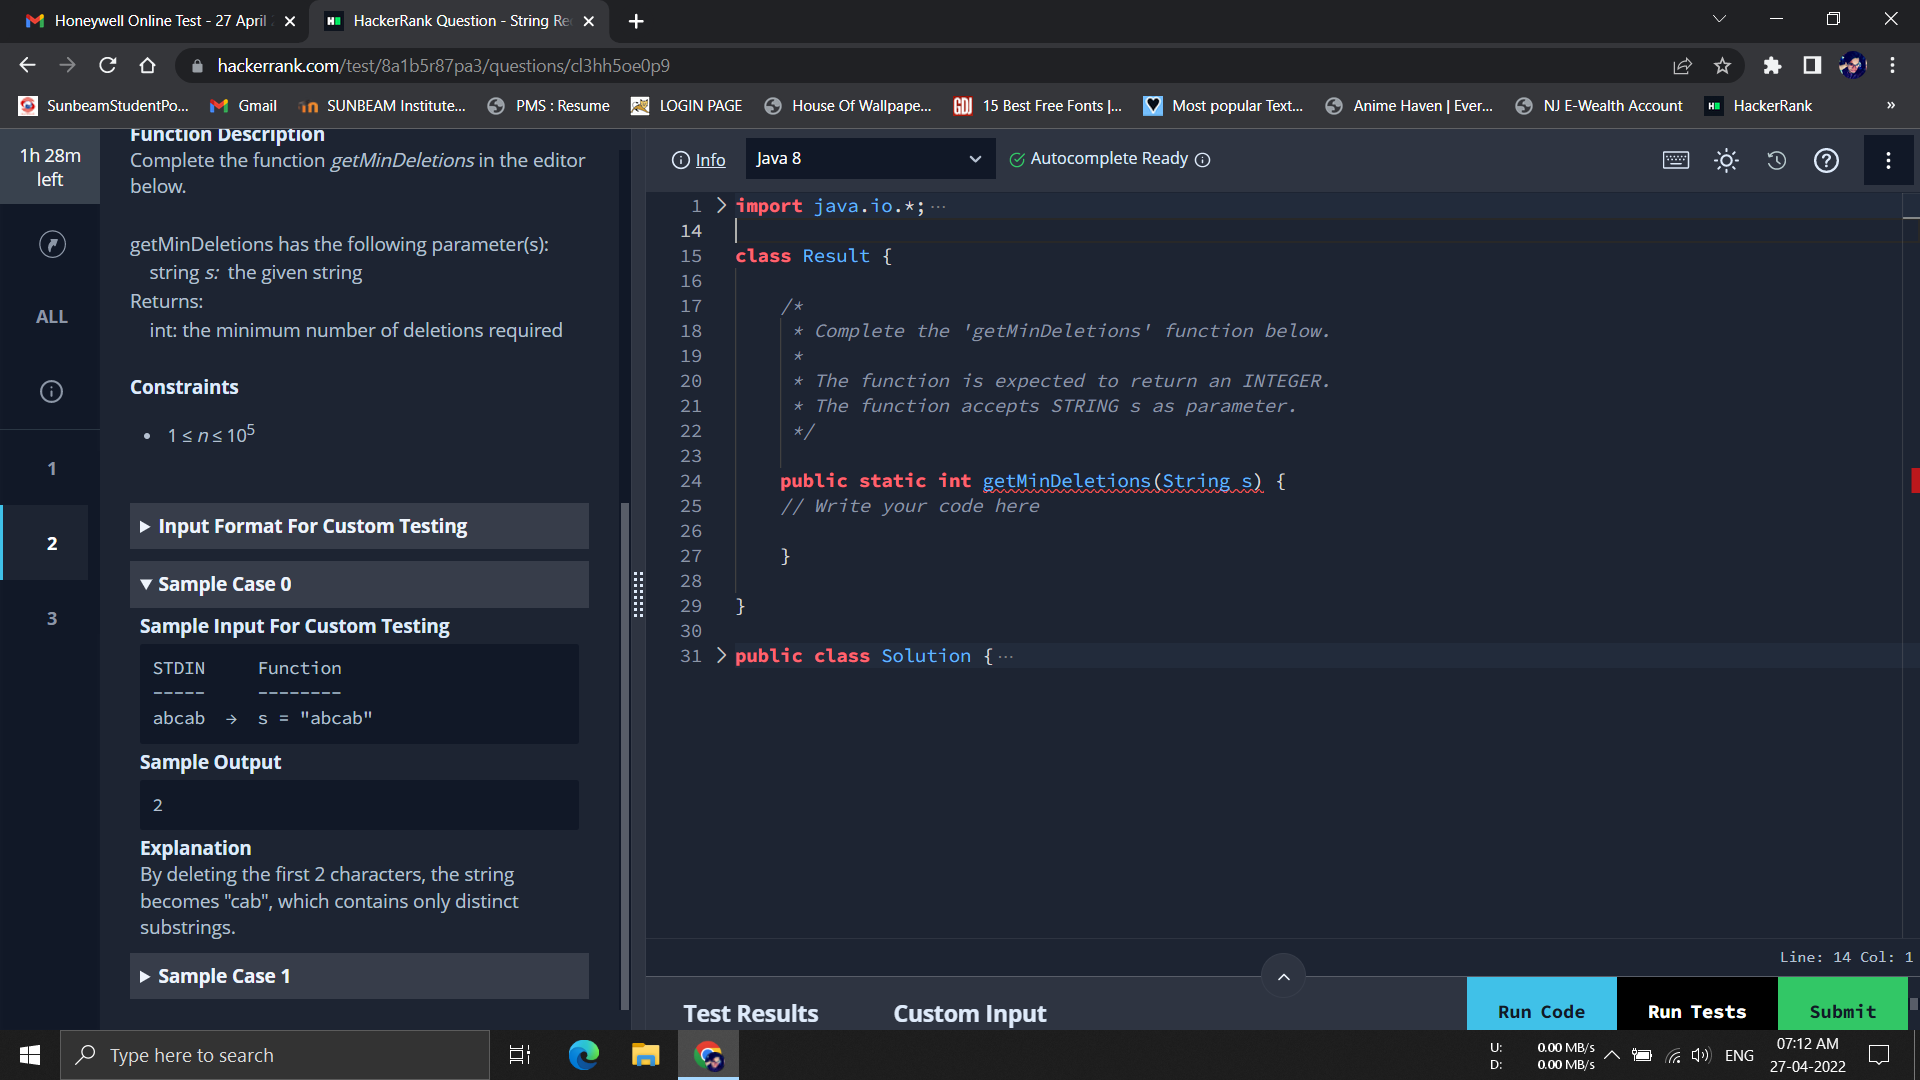 Honeywell Online Test - 27 April
HackerRank Question - String Re
hackerrank.com/test/8a1b5r87pa3/questions/cl3hh5oe0p9
SunbeamStudentPo...
Gmail
SUNBEAM Institute...
PMS : Resume
LOGIN PAGE
House Of Wallpape...
GDJ
15 Best Free Fonts |...
Most popular Text...
Anime Haven | Ever...
NJ E-Wealth Account
HackerRank
»
1h 28m
left
ALL
1
2
3
Function Description
Complete the function getMinDeletions in the editor
below.
getMinDeletions has the following parameter(s):
string s: the given string
Returns:
int: the minimum number of deletions required
Constraints
• 1 ≤ n ≤ 10⁵
Input Format For Custom Testing
Sample Case 0
Sample Input For Custom Testing
STDIN Function
----- --------
abcab → s = "abcab"
Sample Output
2
Explanation
By deleting the first 2 characters, the string
becomes "cab", which contains only distinct
substrings.
Sample Case 1
Info
Java 8
Autocomplete Ready
1 import java.io.*; ...
14
15 class Result {
16
17 /*
18 * Complete the 'getMinDeletions' function below.
19 *
20 * The function is expected to return an INTEGER.
21 * The function accepts STRING s as parameter.
22 */
23
24 public static int getMinDeletions(String s) {
25 // Write your code here
26
27 }
28
29 }
30
31 public class Solution { ...
Line: 14 Col: 1
Test Results
Custom Input
Run Code
Run Tests
Submit
Type here to search
U: 0.00 MB/s
D: 0.00 MB/s
ENG
07:12 AM
27-04-2022